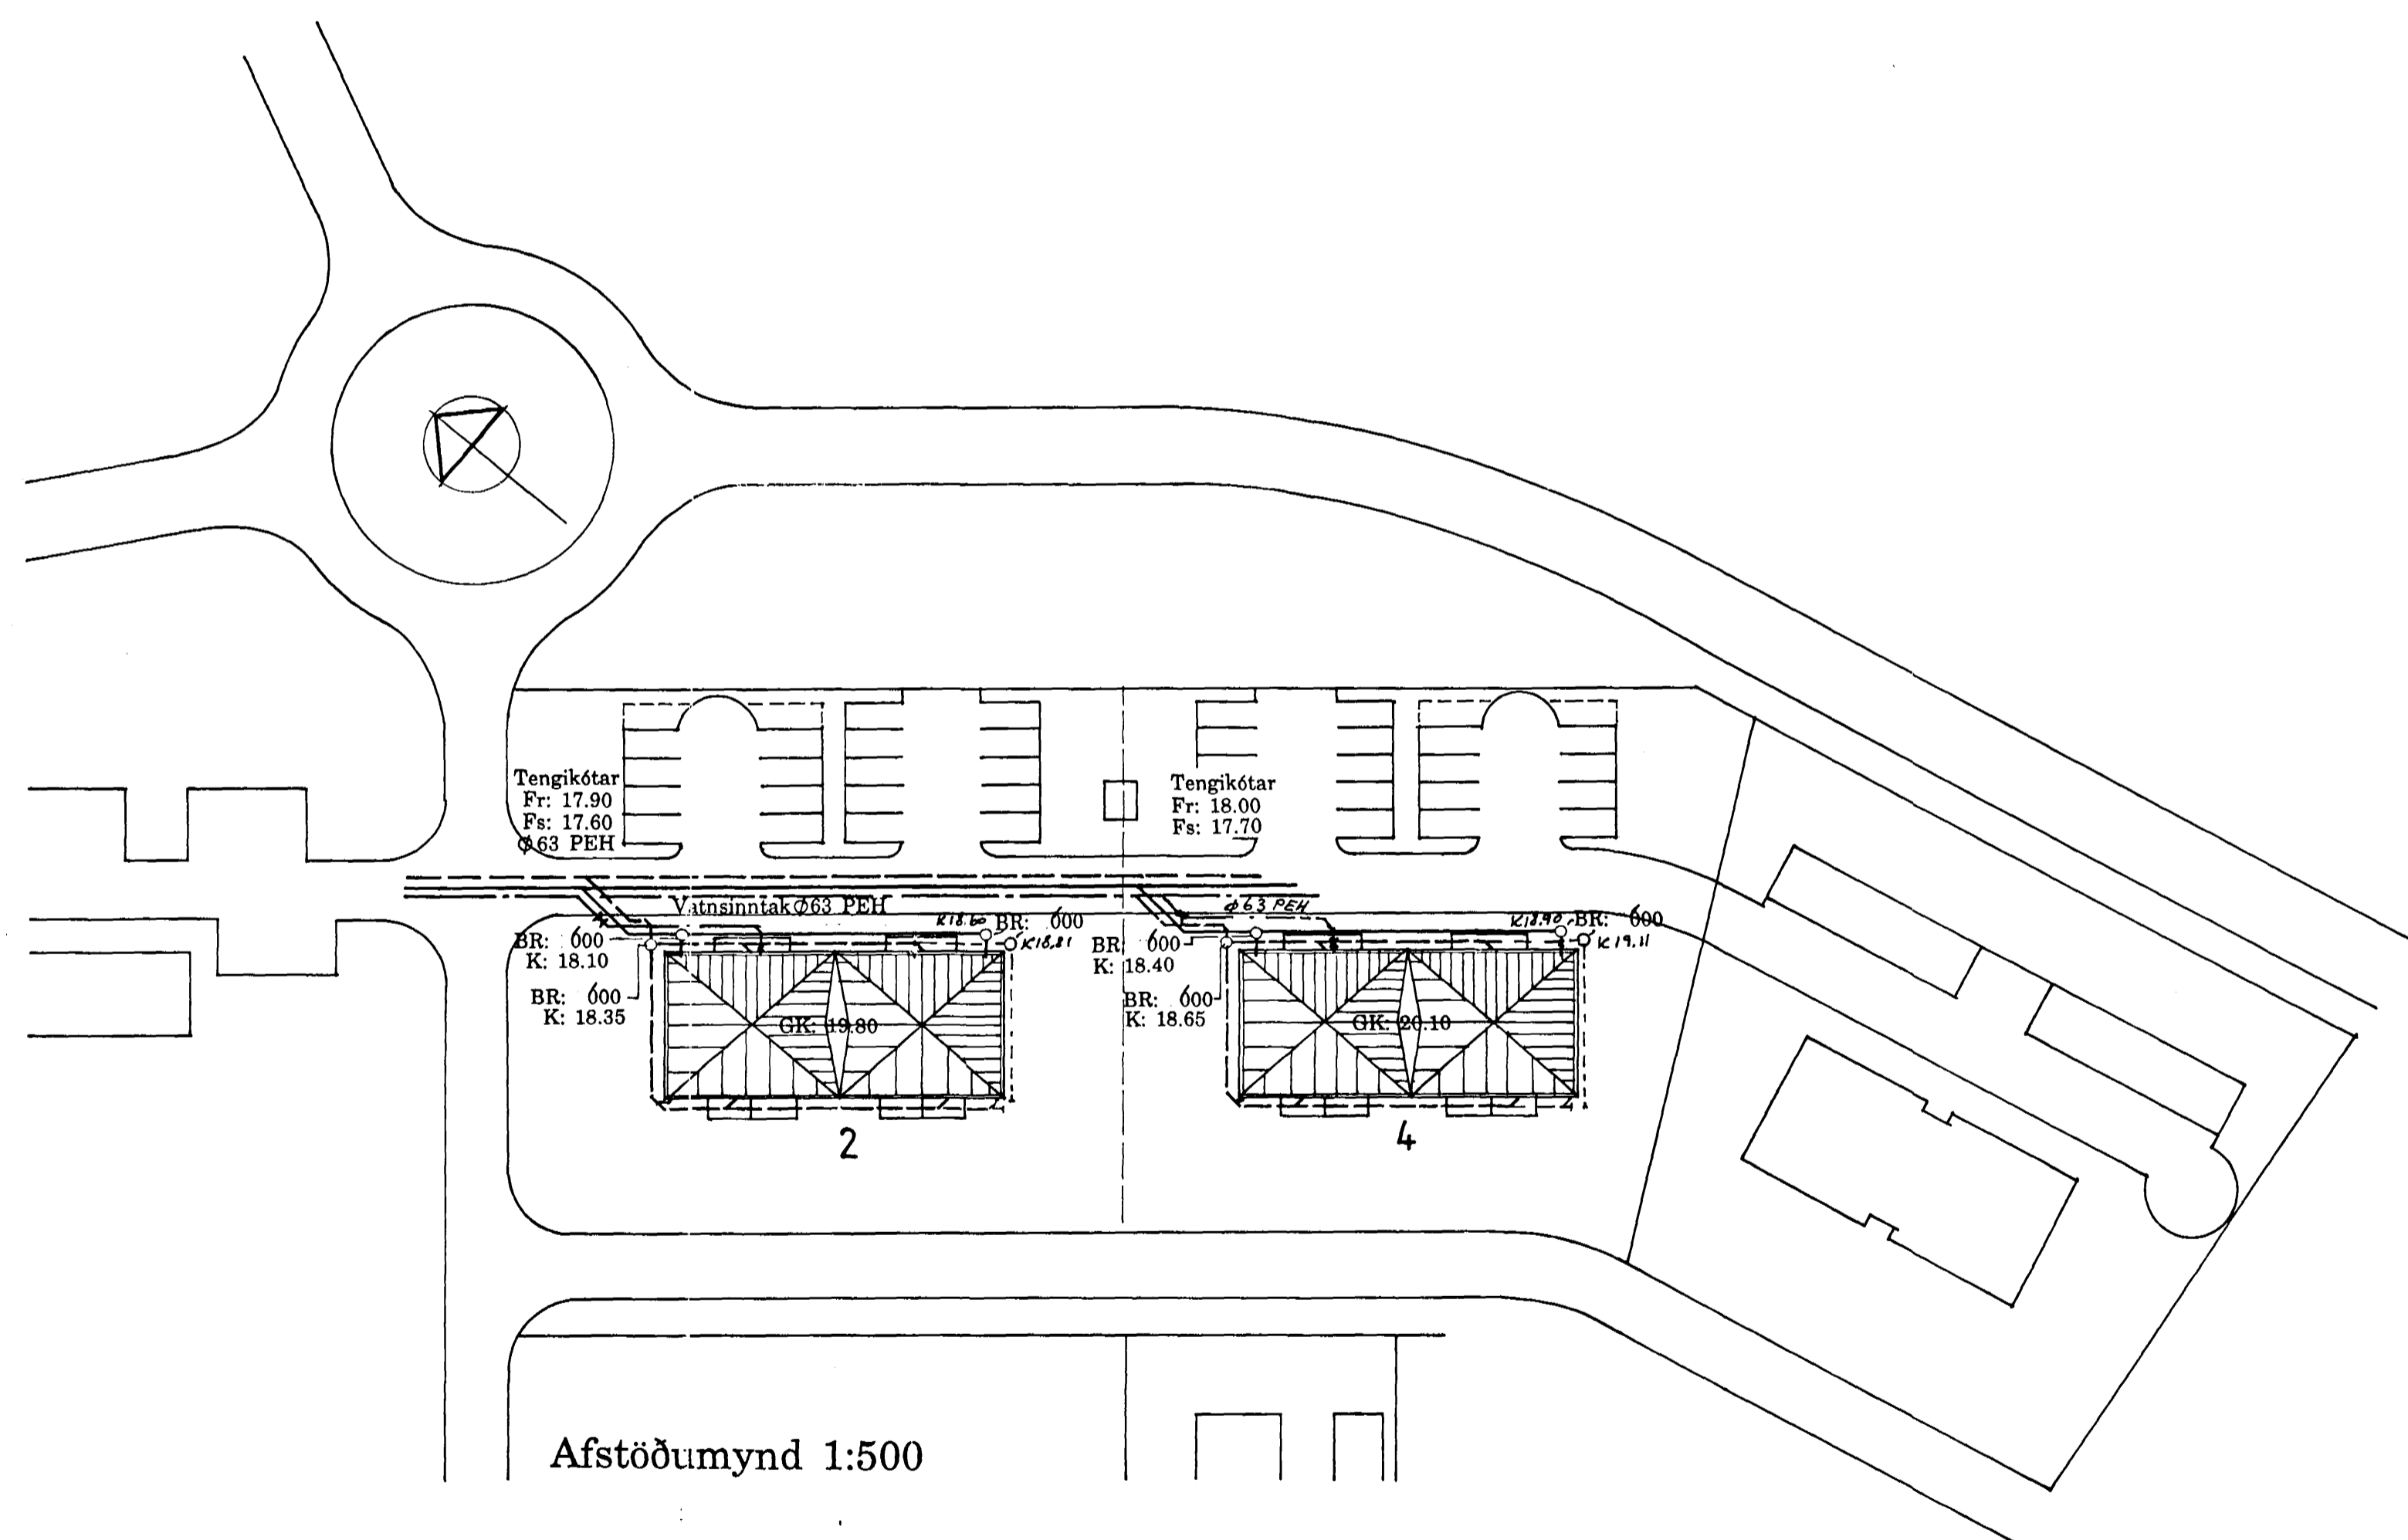 Tengikótar
Fr: 17.90
Fs: 17.60
Ø63 PEH
Tengikótar
Fr: 18.00
Fs: 17.70
Vatnsinntak Ø63 PEH
Ø63 PEH
K18.60
BR: 600
K18,81
BR: 600
K: 18.10
BR: 600
K: 18.35
GK: 19.80
K18.90
BR: 600
K 19.11
BR: 600
K: 18.40
BR: 600
K: 18.65
GK: 20.10
2
4
Afstöðumynd 1:500